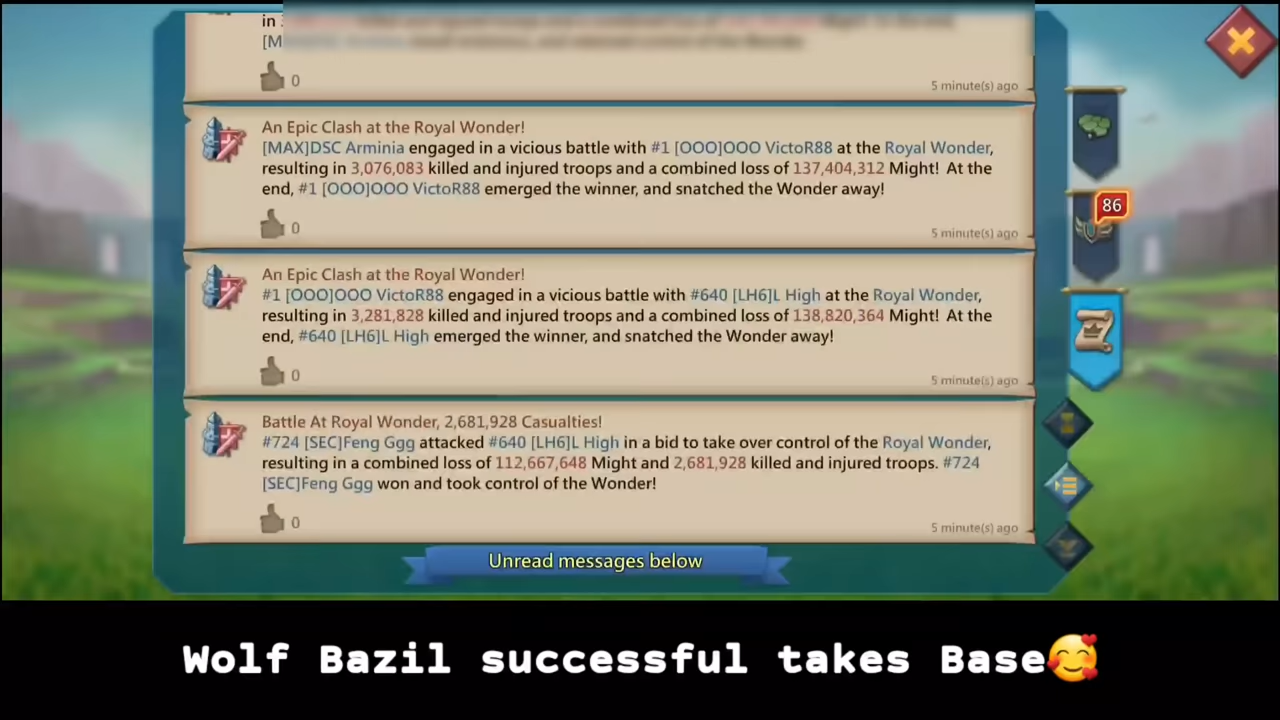 in
[M
0
5 minute(s) ago
An Epic Clash at the Royal Wonder!
[MAX]DSC Arminia engaged in a vicious battle with #1 [OOO]OOO VictoR88 at the Royal Wonder,
resulting in 3,076,083 killed and injured troops and a combined loss of 137,404,312 Might! At the
end, #1 [OOO]OOO VictoR88 emerged the winner, and snatched the Wonder away!
0
5 minute(s) ago
86
An Epic Clash at the Royal Wonder!
#1 [OOO]OOO VictoR88 engaged in a vicious battle with #640 [LH6]L High at the Royal Wonder,
resulting in 3,281,828 killed and injured troops and a combined loss of 138,820,364 Might! At the
end, #640 [LH6]L High emerged the winner, and snatched the Wonder away!
0
5 minute(s) ago
Battle At Royal Wonder, 2,681,928 Casualties!
#724 [SEC]Feng Ggg attacked #640 [LH6]L High in a bid to take over control of the Royal Wonder,
resulting in a combined loss of 112,667,648 Might and 2,681,928 killed and injured troops. #724
[SEC]Feng Ggg won and took control of the Wonder!
0
5 minute(s) ago
Unread messages below
Wolf Bazil successful takes Base🥰